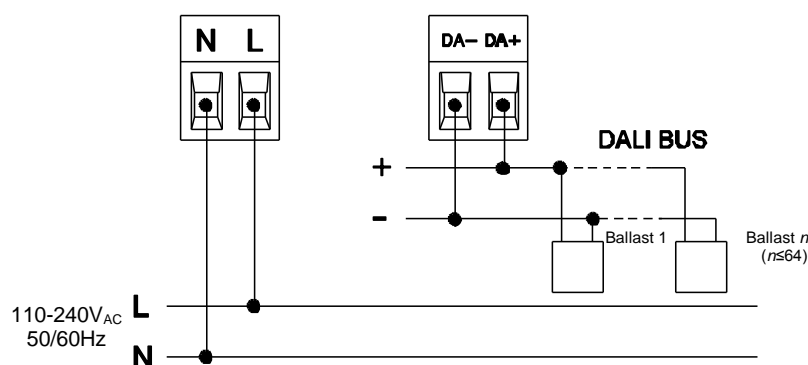 N L
DA− DA+
DALI BUS
+
-
Ballast 1
Ballast n
(n≤64)
110-240VAC
50/60Hz
L
N